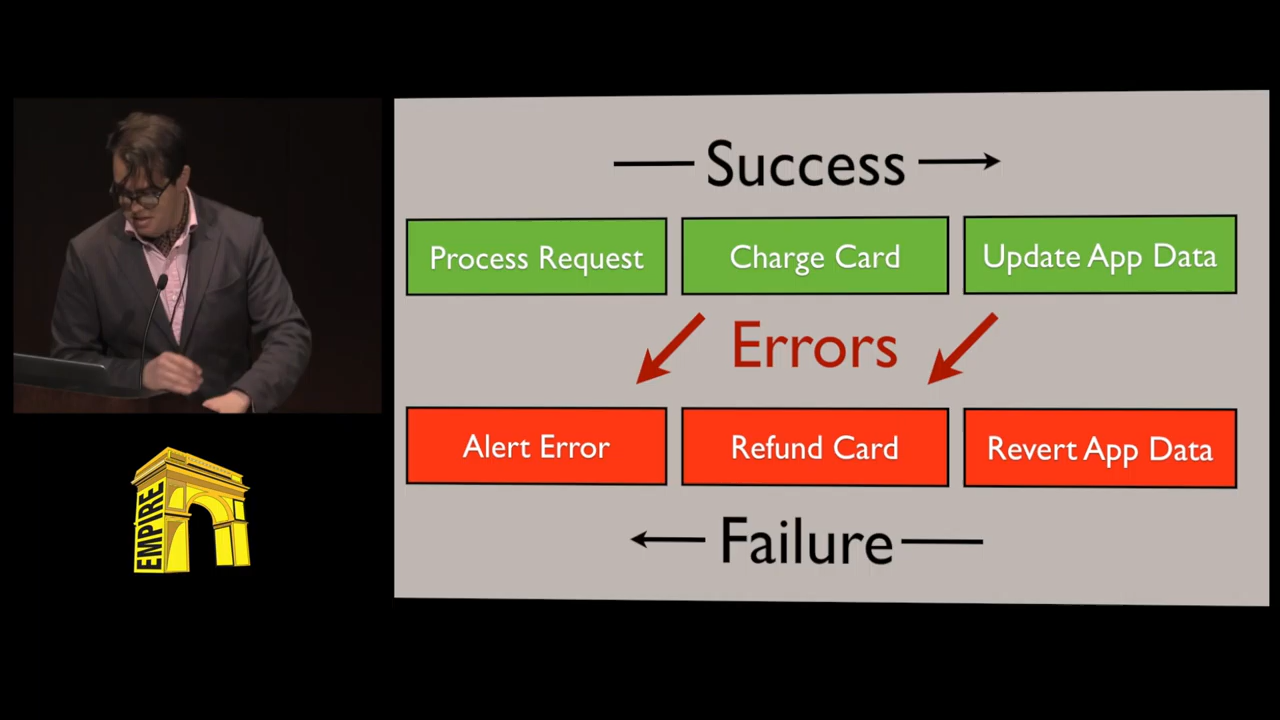 Success
Process Request
Charge Card
Update App Data
Errors
Alert Error
Refund Card
Revert App Data
Failure
EMPIRE